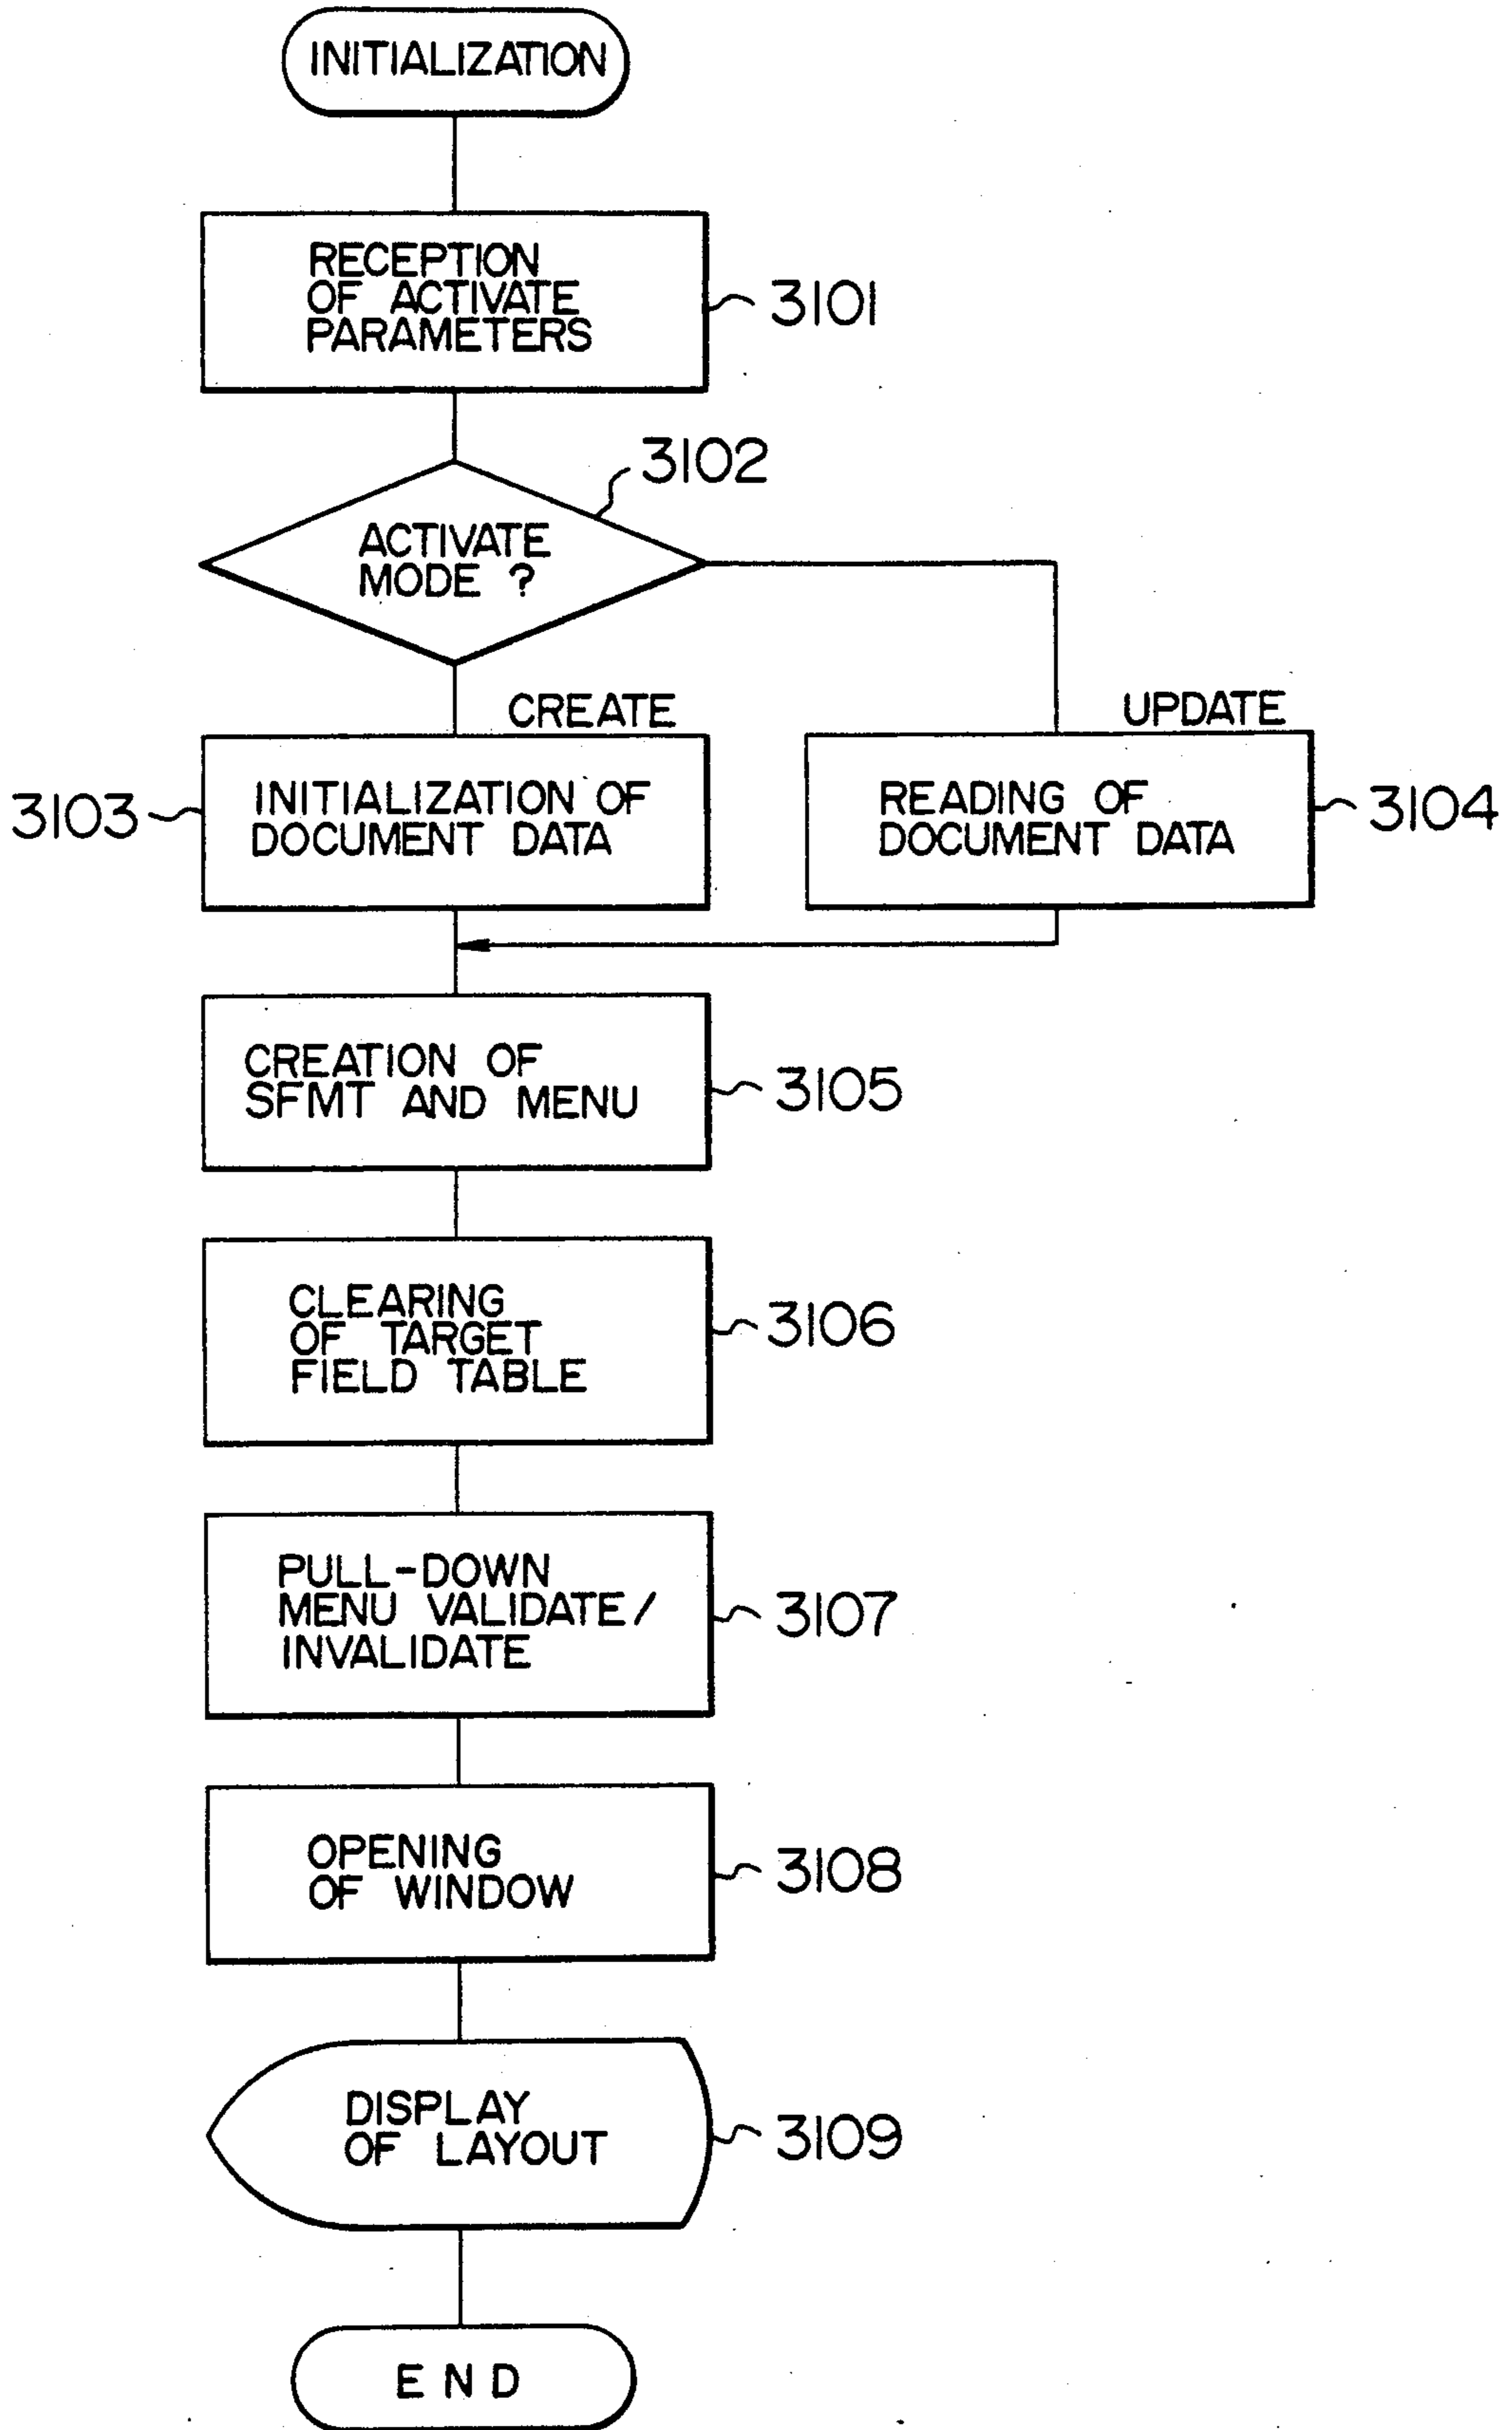 INITIALIZATION
RECEPTION
OF ACTIVATE
PARAMETERS
3101
3102
ACTIVATE
MODE ?
CREATE
UPDATE
3103
INITIALIZATION OF
DOCUMENT DATA
READING OF
DOCUMENT DATA
3104
CREATION OF
SFMT AND MENU
3105
CLEARING
OF TARGET
FIELD TABLE
3106
PULL-DOWN
MENU VALIDATE/
INVALIDATE
3107
OPENING
OF WINDOW
3108
DISPLAY
OF LAYOUT
3109
END